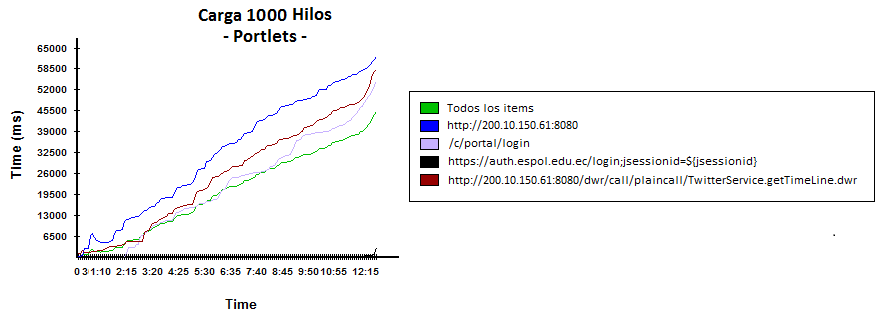 Carga 1000 Hilos
- Portlets -
Time (ms)
65000
58500
52000
45500
39000
32500
26000
19500
13000
6500
0 3/1:10 2:15 3:20 4:25 5:30 6:35 7:40 8:45 9:50 10:55 12:15
Time
Todos los items
http://200.10.150.61:8080
/c/portal/login
https://auth.espol.edu.ec/login;jsessionid=${jsessionid}
http://200.10.150.61:8080/dwr/call/plaincall/TwitterService.getTimeLine.dwr